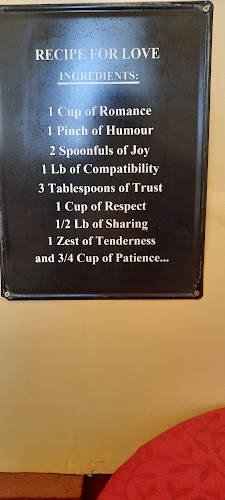 RECIPE FOR LOVE
INGREDIENTS:
1 Cup of Romance
1 Pinch of Humour
2 Spoonfuls of Joy
1 Lb of Compatibility
3 Tablespoons of Trust
1 Cup of Respect
1/2 Lb of Sharing
1 Zest of Tenderness
and 3/4 Cup of Patience...